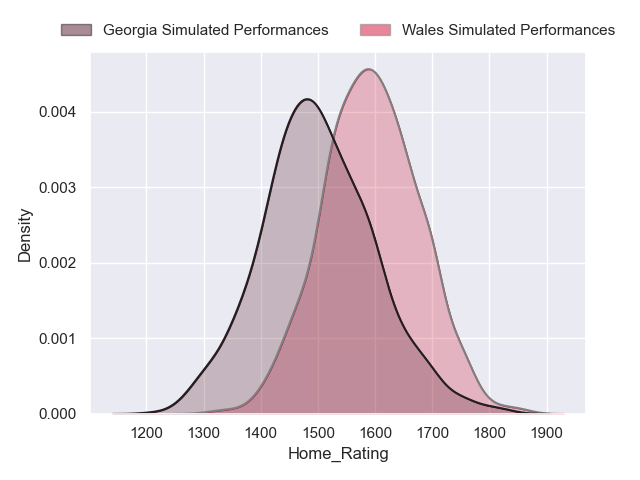 Georgia Simulated Performances Wales Simulated Performances
0.004
0.003
0.002
0.001
0.000
Density
1200 1300 1400 1500 1600 1700 1800 1900
Home_Rating